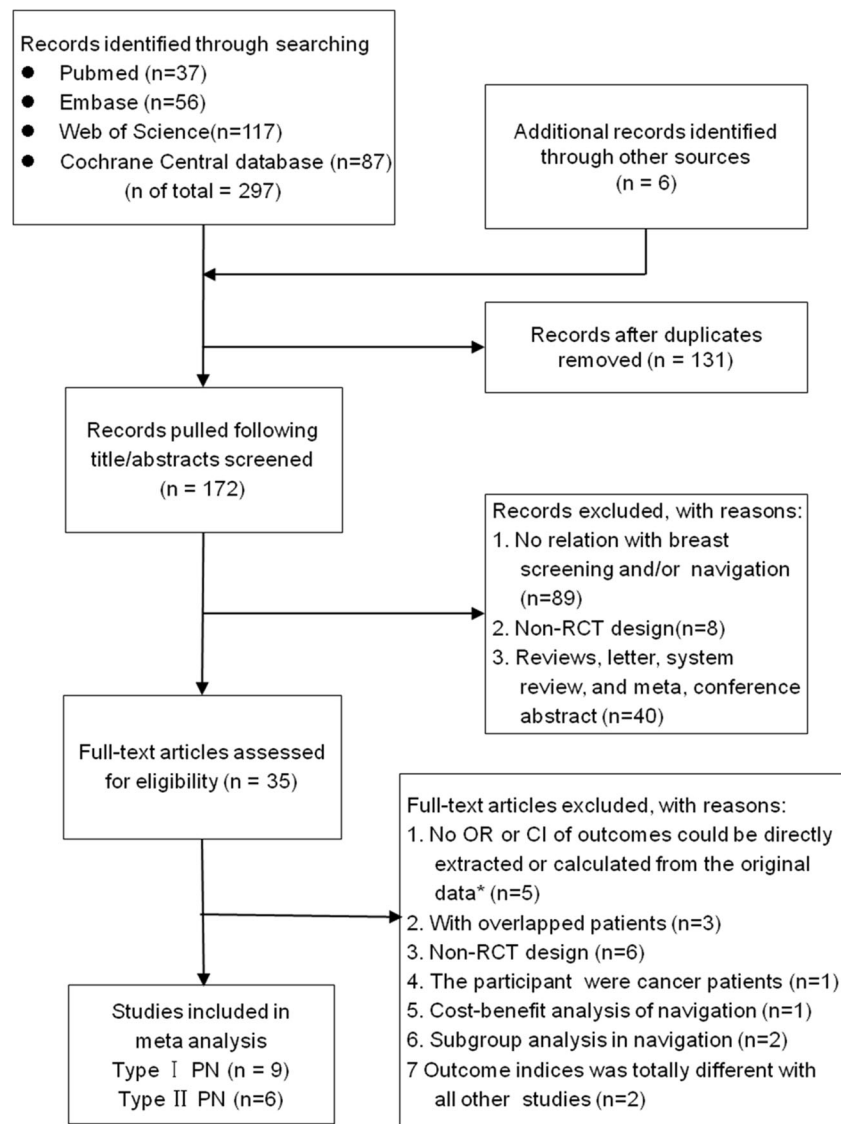 Records identified through searching
● Pubmed (n=37)
● Embase (n=56)
● Web of Science(n=117)
● Cochrane Central database (n=87)
(n of total = 297)
Additional records identified
through other sources
(n = 6)
Records after duplicates
removed (n = 131)
Records pulled following
title/abstracts screened
(n = 172)
Records excluded, with reasons:
1. No relation with breast
screening and/or navigation
(n=89)
2. Non-RCT design(n=8)
3. Reviews, letter, system
review, and meta, conference
abstract (n=40)
Full-text articles assessed
for eligibility (n = 35)
Full-text articles excluded, with reasons:
1. No OR or CI of outcomes could be directly
extracted or calculated from the original
data* (n=5)
2. With overlapped patients (n=3)
3. Non-RCT design (n=6)
4. The participant were cancer patients (n=1)
5. Cost-benefit analysis of navigation (n=1)
6. Subgroup analysis in navigation (n=2)
7 Outcome indices was totally different with
all other studies (n=2)
Studies included in
meta analysis
Type Ⅰ PN (n = 9)
Type Ⅱ PN (n=6)